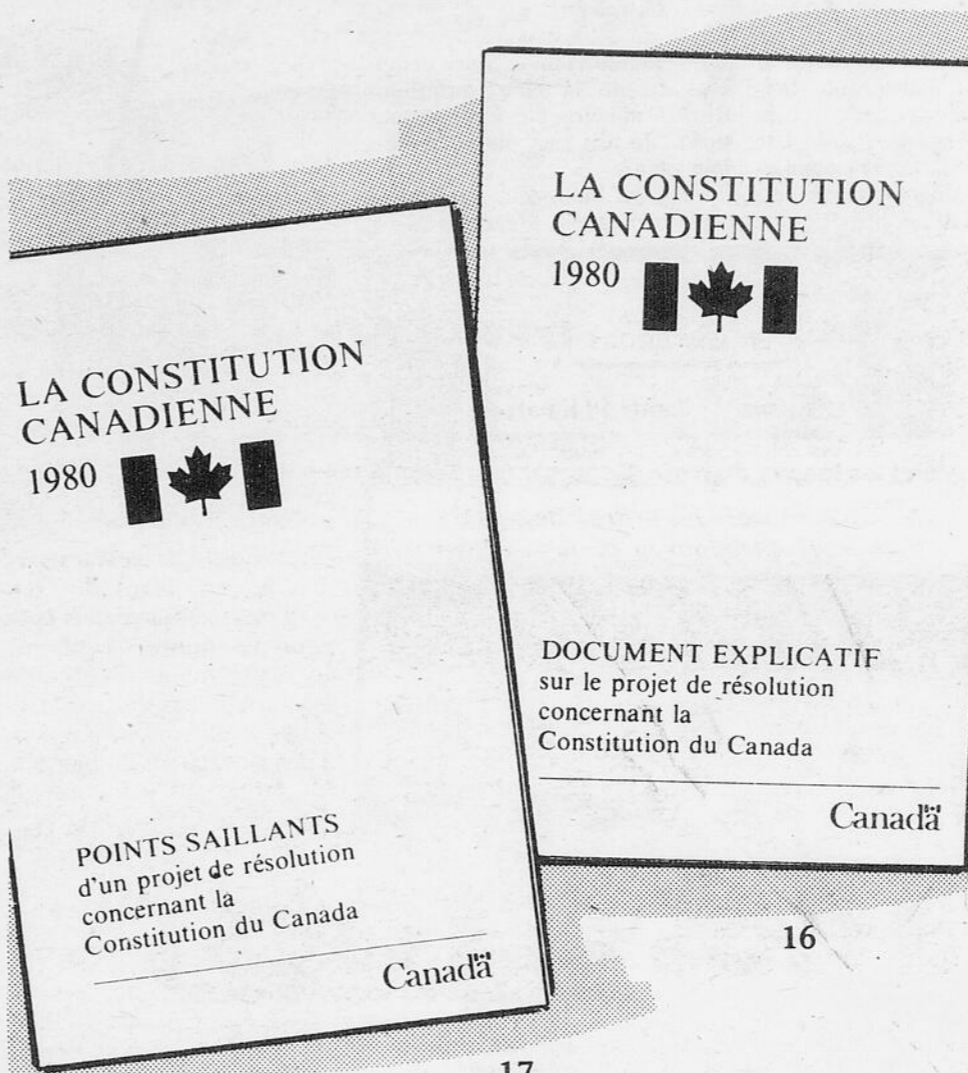 LA CONSTITUTION
CANADIENNE
1980
POINTS SAILLANTS
d'un projet de résolution
concernant la
Constitution du Canada
Canada
17
LA CONSTITUTION
CANADIENNE
1980
DOCUMENT EXPLICATIF
sur le projet de résolution
concernant la
Constitution du Canada
Canada
16